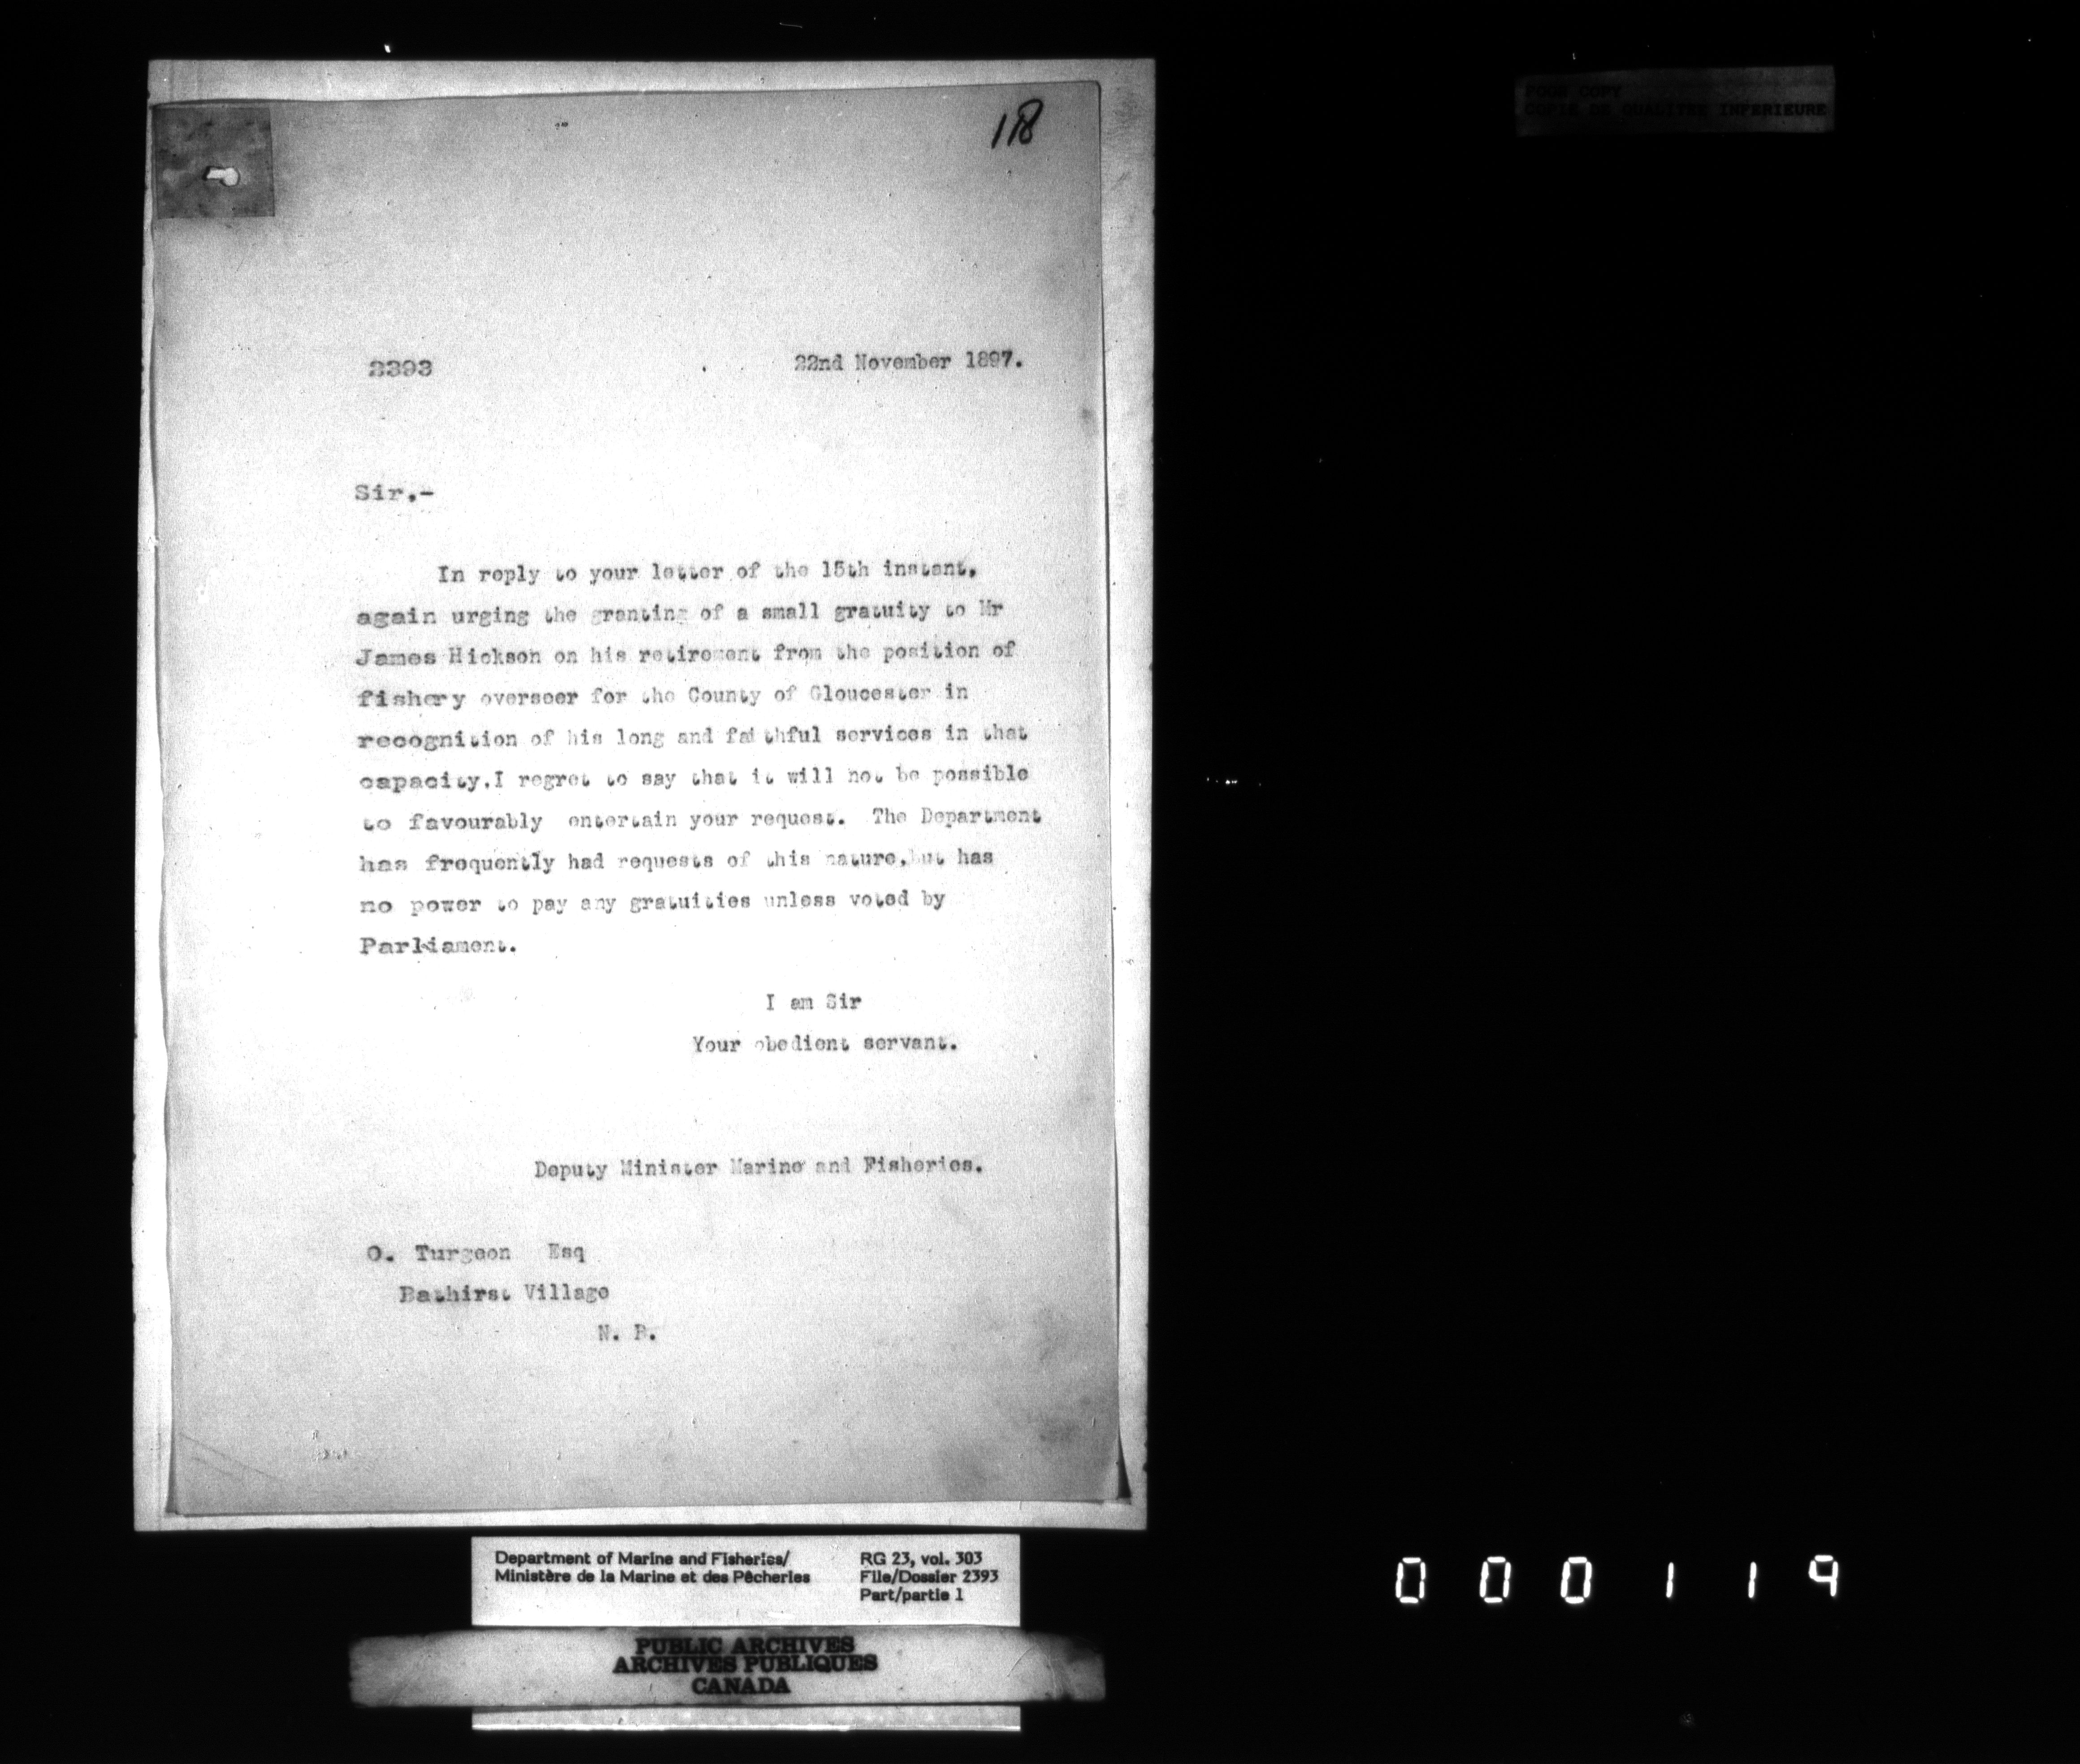 118
POOR COPY
COPIE DE QUALITEE INFERIEURE
2393
22nd November 1897.
Sir,-
In reply to your letter of the 15th instant,
again urging the granting of a small gratuity to Mr
James Hickson on his retirement from the position of
fishery overseer for the County of Gloucester in
recognition of his long and faithful services in that
capacity,I regret to say that it will not be possible
to favourably entertain your request. The Department
has frequently had requests of this nature,but has
no power to pay any gratuities unless voted by
Parliament.
I am Sir
Your obedient servant.
Deputy Minister Marine and Fisheries.
O. Turgeon Esq
Bathirst Village
N. B.
Department of Marine and Fisheries/
Ministère de la Marine et des Pêcheries
RG 23, vol. 303
File/Dossier 2393
Part/partie 1
PUBLIC ARCHIVES
ARCHIVES PUBLIQUES
CANADA
000119